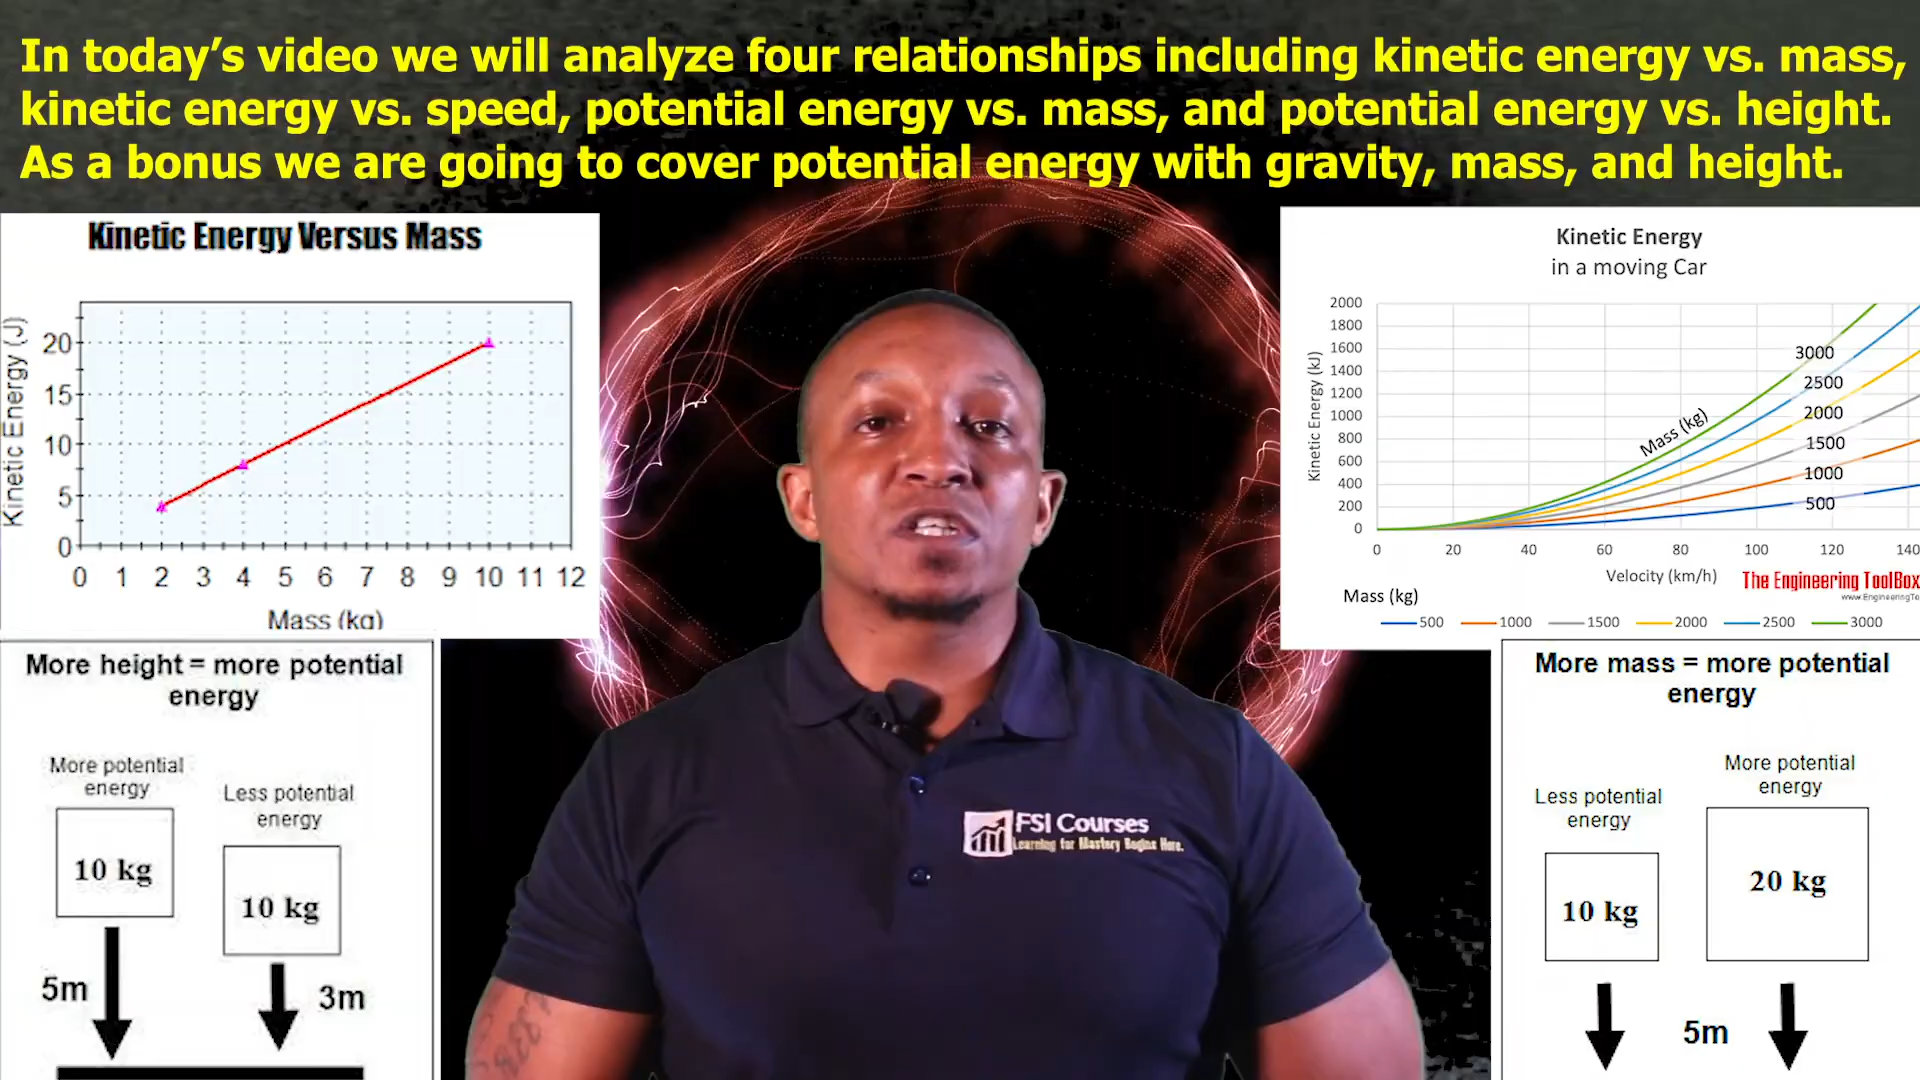 In today’s video we will analyze four relationships including kinetic energy vs. mass,
kinetic energy vs. speed, potential energy vs. mass, and potential energy vs. height.
As a bonus we are going to cover potential energy with gravity, mass, and height.
Kinetic Energy Versus Mass
Kinetic Energy (J)
20
15
10
5
0
0 1 2 3 4 5 6 7 8 9 10 11 12
Mass (kg)
Kinetic Energy
in a moving Car
Kinetic Energy (kJ)
2000
1800
1600
1400
1200
1000
800
600
400
200
0
Mass (kg)
3000
2500
2000
1500
1000
500
0 20 40 60 80 100 120 140
Velocity (km/h)
The Engineering ToolBox
www.EngineeringTo
Mass (kg)
500 1000 1500 2000 2500 3000
More height = more potential
energy
More potential
energy
Less potential
energy
10 kg
10 kg
5m
3m
FSI Courses
Learning for Mastery Begins Here.
More mass = more potential
energy
Less potential
energy
More potential
energy
10 kg
20 kg
5m